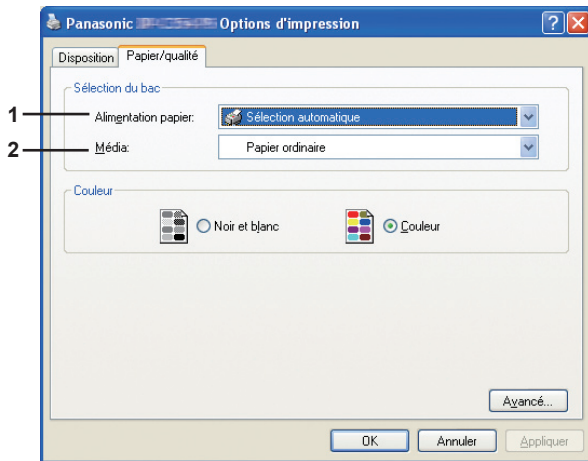 Panasonic Options d'impression
Disposition Papier/qualité
Sélection du bac
1 Alimentation papier: Sélection automatique
2 Média: Papier ordinaire
Couleur
Noir et blanc Couleur
Avancé...
OK Annuler Appliquer